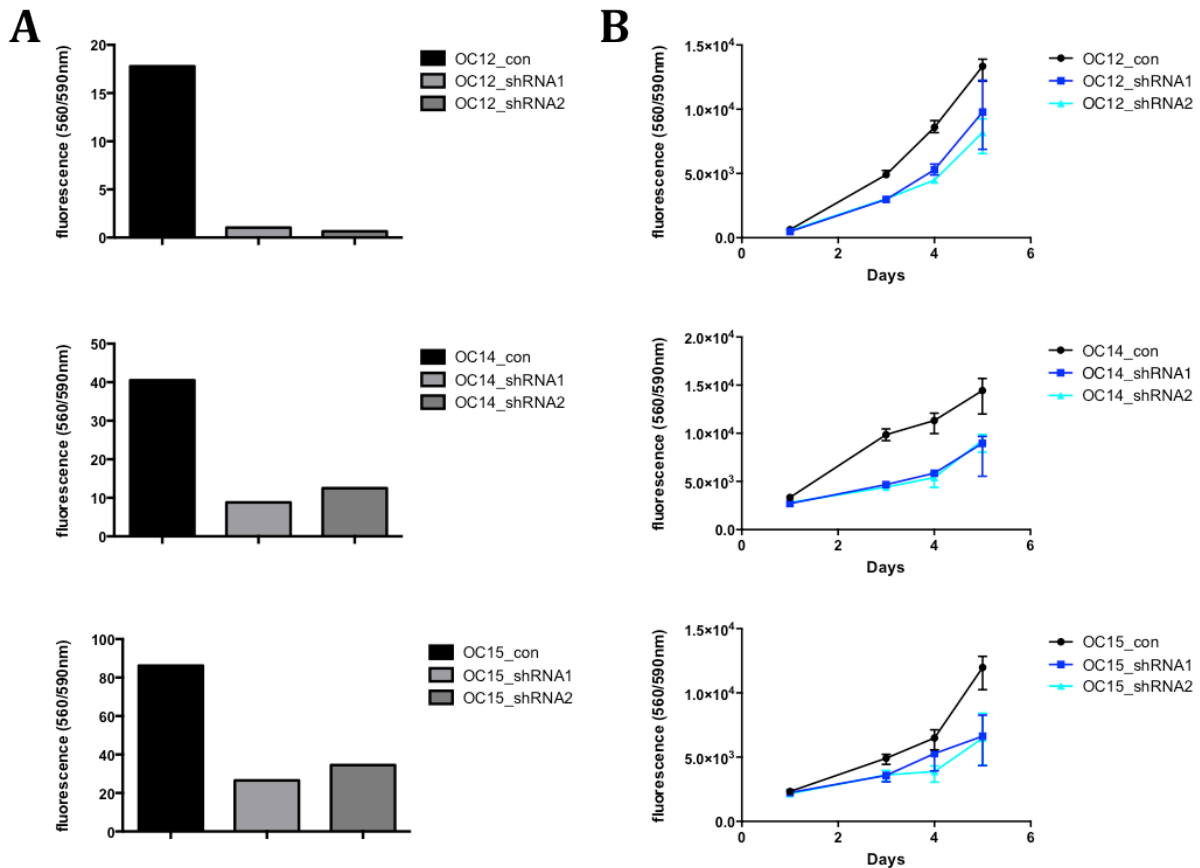 A
fluorescence (560/590nm)
20
15
10
5
0
OC12_con
OC12_shRNA1
OC12_shRNA2
B
fluorescence (560/590nm)
1.5×10⁴
1.0×10⁴
5.0×10³
0.0
0 2 4 6
Days
OC12_con
OC12_shRNA1
OC12_shRNA2
fluorescence (560/590nm)
50
40
30
20
10
0
OC14_con
OC14_shRNA1
OC14_shRNA2
fluorescence (560/590nm)
2.0×10⁴
1.5×10⁴
1.0×10⁴
5.0×10³
0.0
0 2 4 6
Days
OC14_con
OC14_shRNA1
OC14_shRNA2
fluorescence (560/590nm)
100
80
60
40
20
0
OC15_con
OC15_shRNA1
OC15_shRNA2
fluorescence (560/590nm)
1.5×10⁴
1.0×10⁴
5.0×10³
0.0
0 2 4 6
Days
OC15_con
OC15_shRNA1
OC15_shRNA2